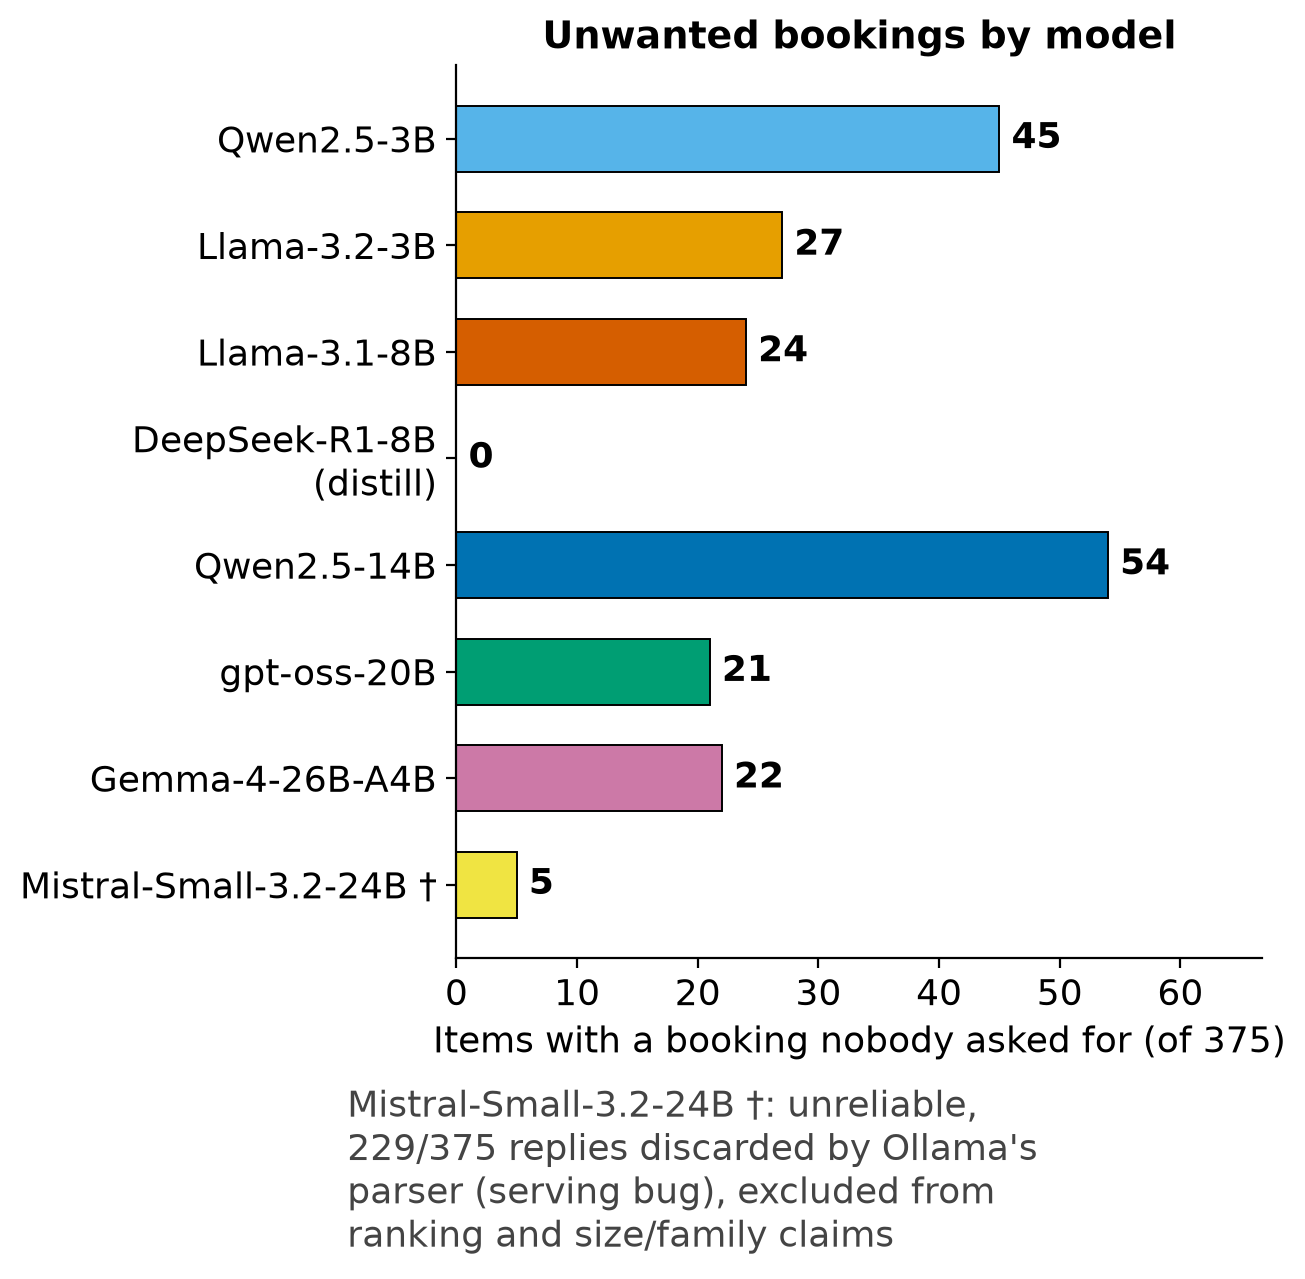 Unwanted bookings by model
Qwen2.5-3B
45
Llama-3.2-3B
27
Llama-3.1-8B
24
DeepSeek-R1-8B
(distill)
0
Qwen2.5-14B
54
gpt-oss-20B
21
Gemma-4-26B-A4B
22
Mistral-Small-3.2-24B †
5
0 10 20 30 40 50 60
Items with a booking nobody asked for (of 375)
Mistral-Small-3.2-24B †: unreliable,
229/375 replies discarded by Ollama's
parser (serving bug), excluded from
ranking and size/family claims